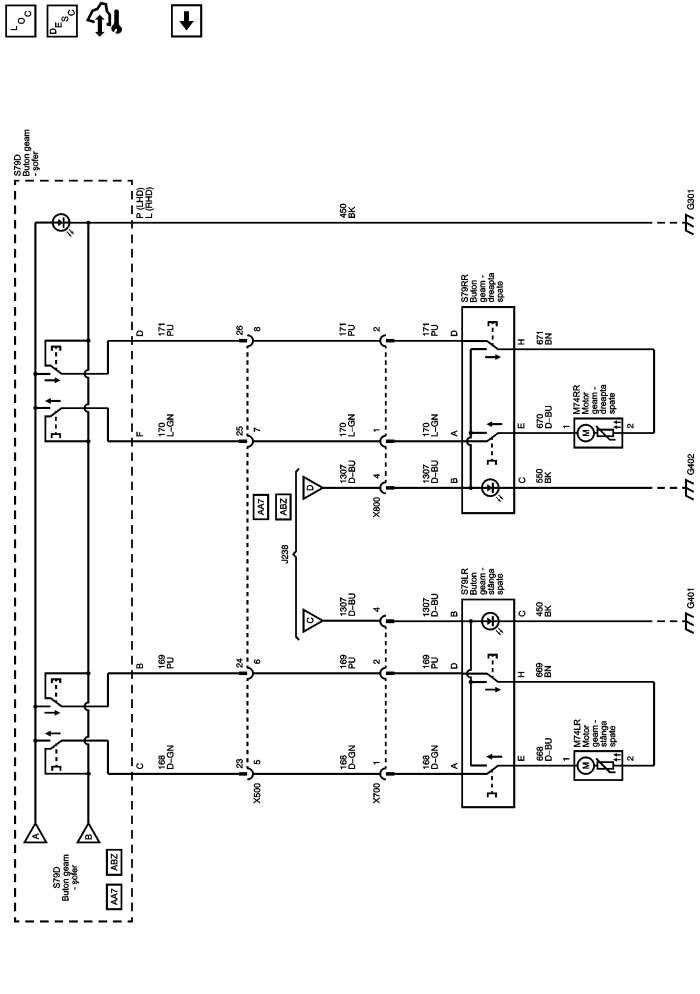 L O C
D E S C
S79D
Buton geam
- șofer
P (LHD)
L (RHD)
450
BK
G301
D
171
PU
26
8
171
PU
2
171
PU
D
S79RR
Buton
geam -
dreapta
spate
H
671
BN
F
170
L-GN
25
7
170
L-GN
1
170
L-GN
A
E
670
D-BU
1
M74RR
Motor
geam -
dreapta
spate
M
2
AA7
ABZ
D
1307
D-BU
4
X800
1307
D-BU
B
C
550
BK
G402
J238
C
1307
D-BU
4
1307
D-BU
B
S79LR
Buton
geam -
stânga
spate
C
450
BK
G401
B
169
PU
24
6
169
PU
2
169
PU
D
H
669
BN
C
168
D-GN
23
5
X500
168
D-GN
1
X700
168
D-GN
A
E
668
D-BU
1
M74LR
Motor
geam -
stânga
spate
M
2
A
B
S79D
Buton geam
- șofer
AA7
ABZ